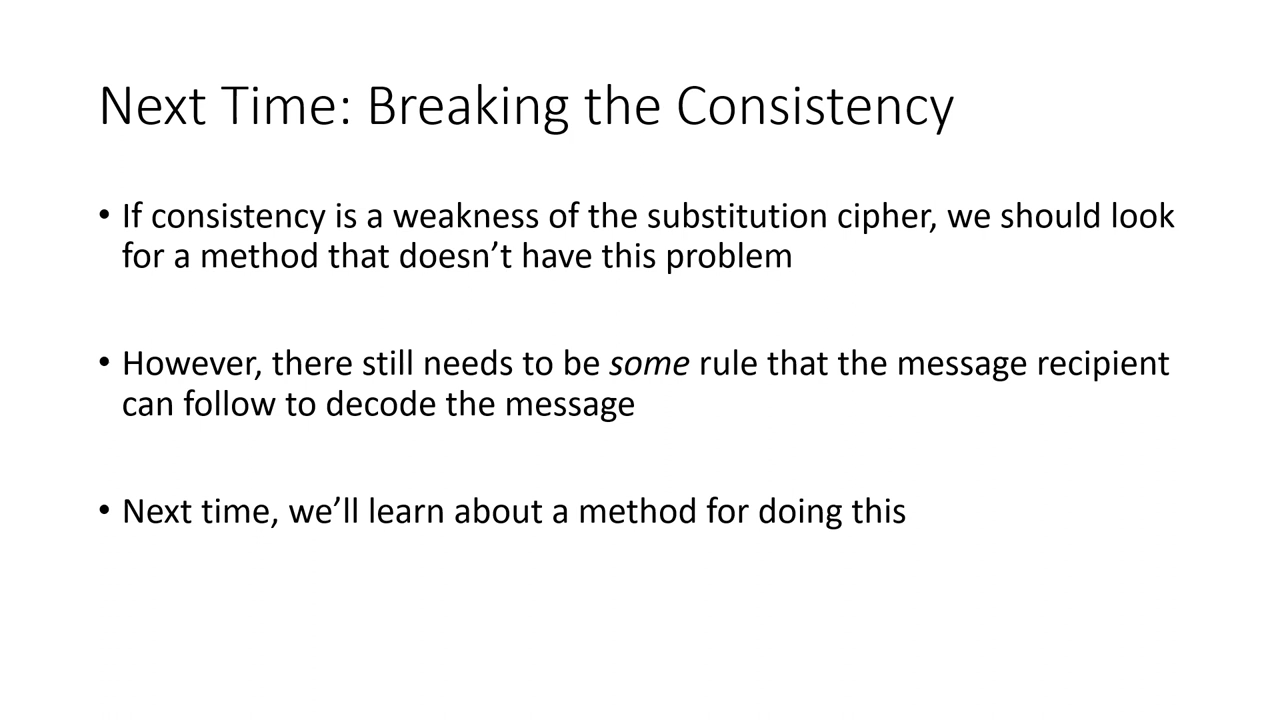 Next Time: Breaking the Consistency
• If consistency is a weakness of the substitution cipher, we should look
for a method that doesn’t have this problem
• However, there still needs to be some rule that the message recipient
can follow to decode the message
• Next time, we’ll learn about a method for doing this